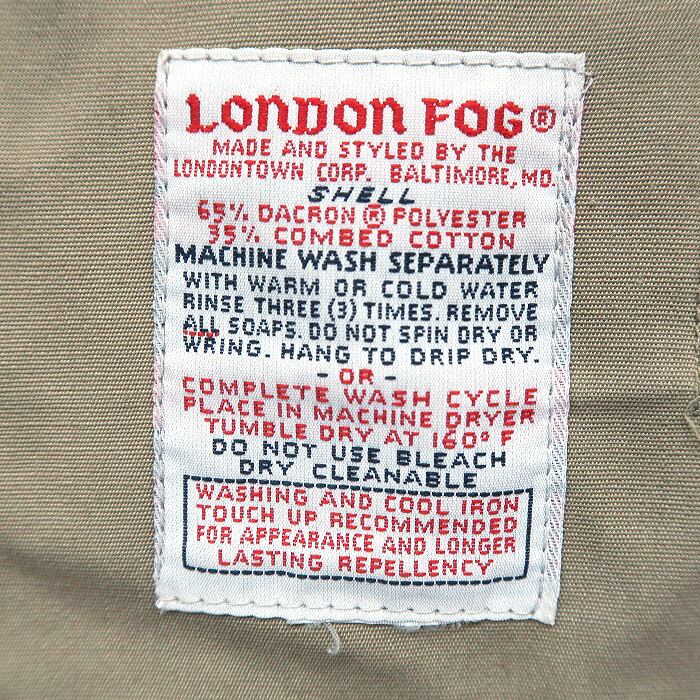 LONDON FOG®
MADE AND STYLED BY THE
LONDONTOWN CORP. BALTIMORE, MD.
SHELL
65% DACRON ® POLYESTER
35% COMBED COTTON
MACHINE WASH SEPARATELY
WITH WARM OR COLD WATER
RINSE THREE (3) TIMES. REMOVE
ALL SOAPS. DO NOT SPIN DRY OR
WRING. HANG TO DRIP DRY.
- OR -
COMPLETE WASH CYCLE
PLACE IN MACHINE DRYER
TUMBLE DRY AT 160° F
DO NOT USE BLEACH
DRY CLEANABLE
WASHING AND COOL IRON
TOUCH UP RECOMMENDED
FOR APPEARANCE AND LONGER
LASTING REPELLENCY